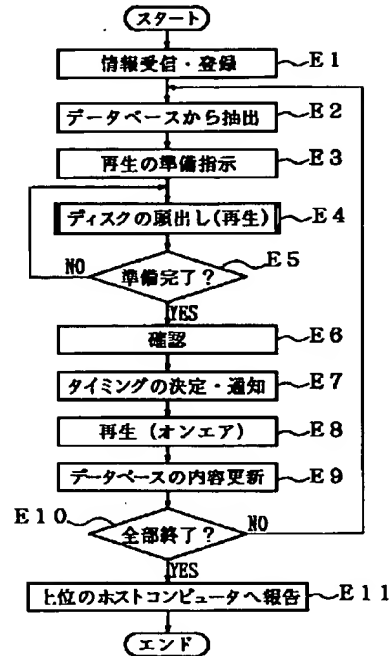 スタート
情報受信・登録 E1
データベースから抽出 E2
再生の準備指示 E3
ディスクの頭出し(再生) E4
準備完了? E5
NO
YES
確認 E6
タイミングの決定・通知 E7
再生(オンエア) E8
データベースの内容更新 E9
E10 全部終了? NO
YES
上位のホストコンピュータへ報告 E11
エンド